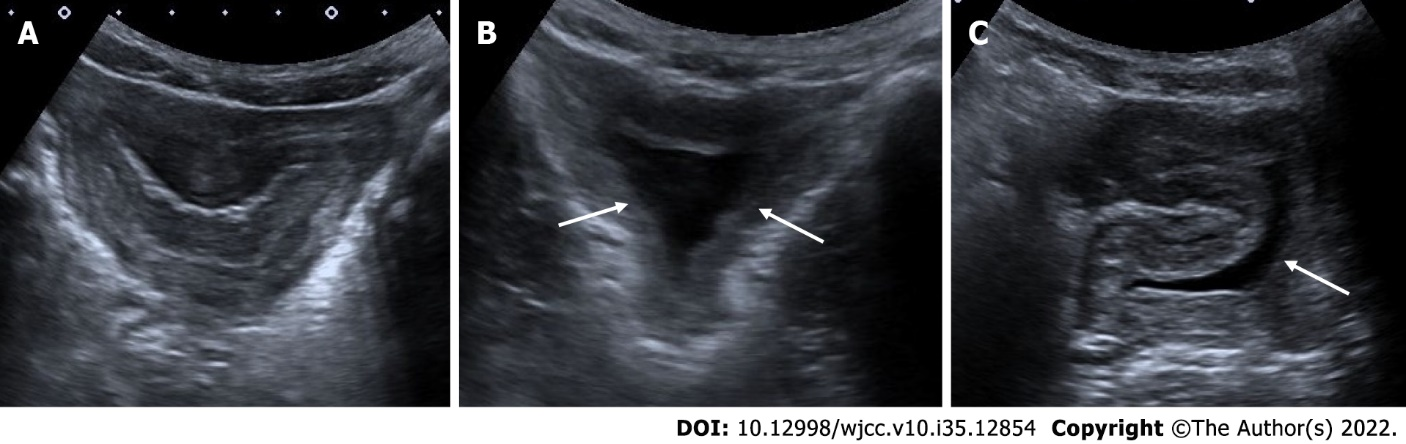 A
B
C
DOI: 10.12998/wjcc.v10.i35.12854 Copyright ©The Author(s) 2022.